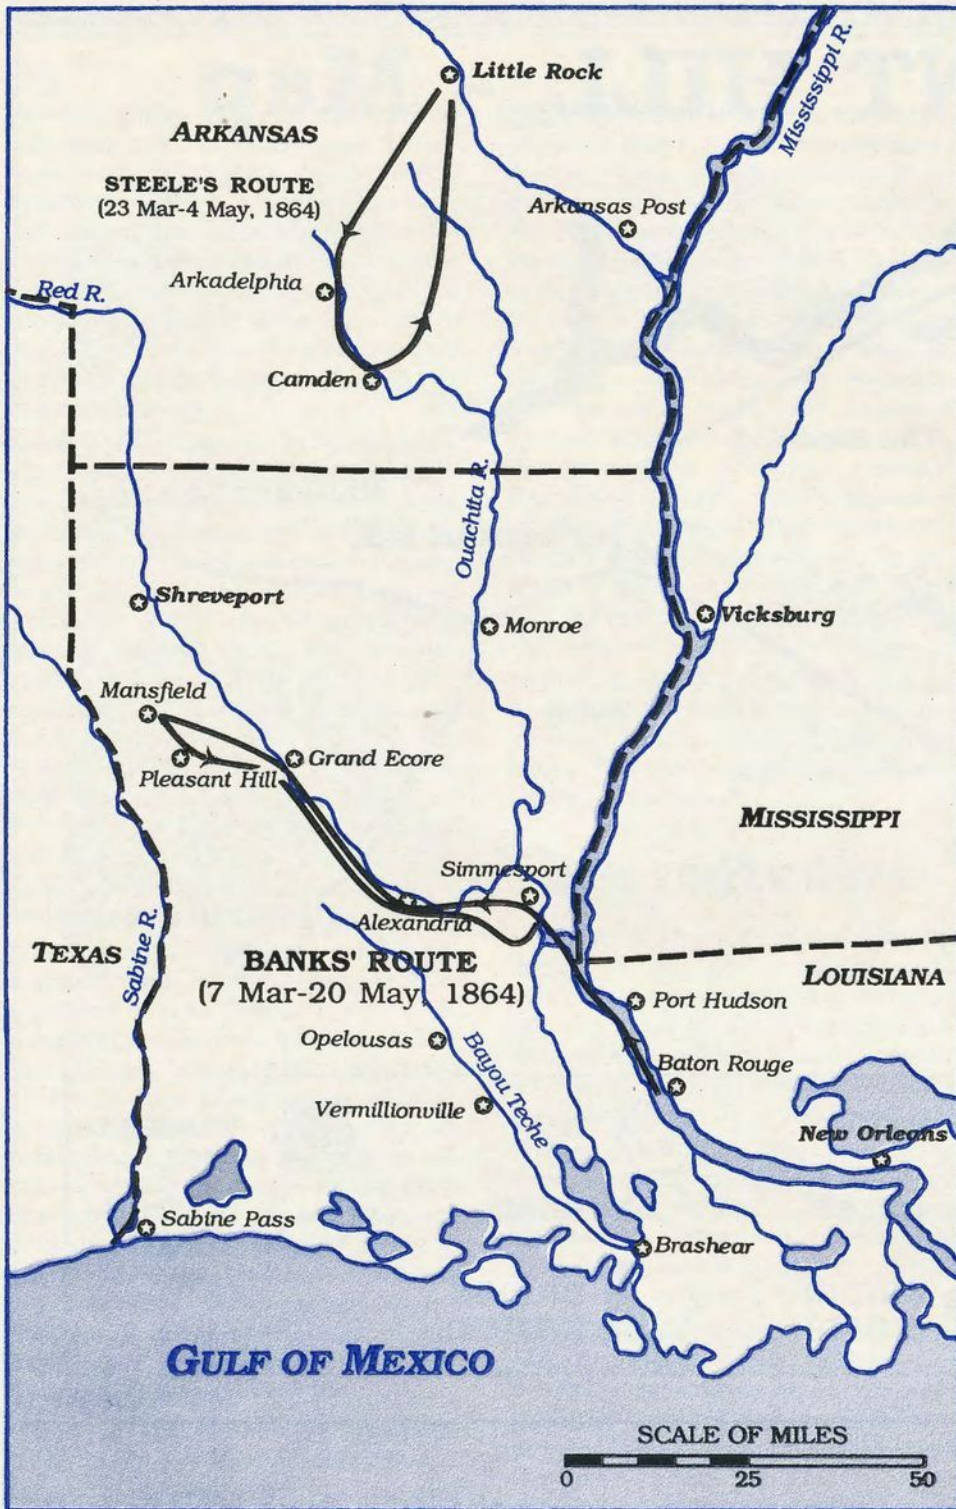 Mississippi R.
Little Rock
ARKANSAS
STEELE'S ROUTE
(23 Mar-4 May, 1864)
Arkansas Post
Arkadelphia
Red R.
Camden
Ouachita R.
Shreveport
Monroe
Vicksburg
Mansfield
Grand Ecore
Pleasant Hill
MISSISSIPPI
Simmesport
Alexandria
TEXAS
Sabine R.
BANKS' ROUTE
(7 Mar-20 May, 1864)
LOUISIANA
Port Hudson
Opelousas
Bayou Teche
Baton Rouge
Vermillionville
New Orleans
Sabine Pass
Brashear
GULF OF MEXICO
SCALE OF MILES
0 25 50